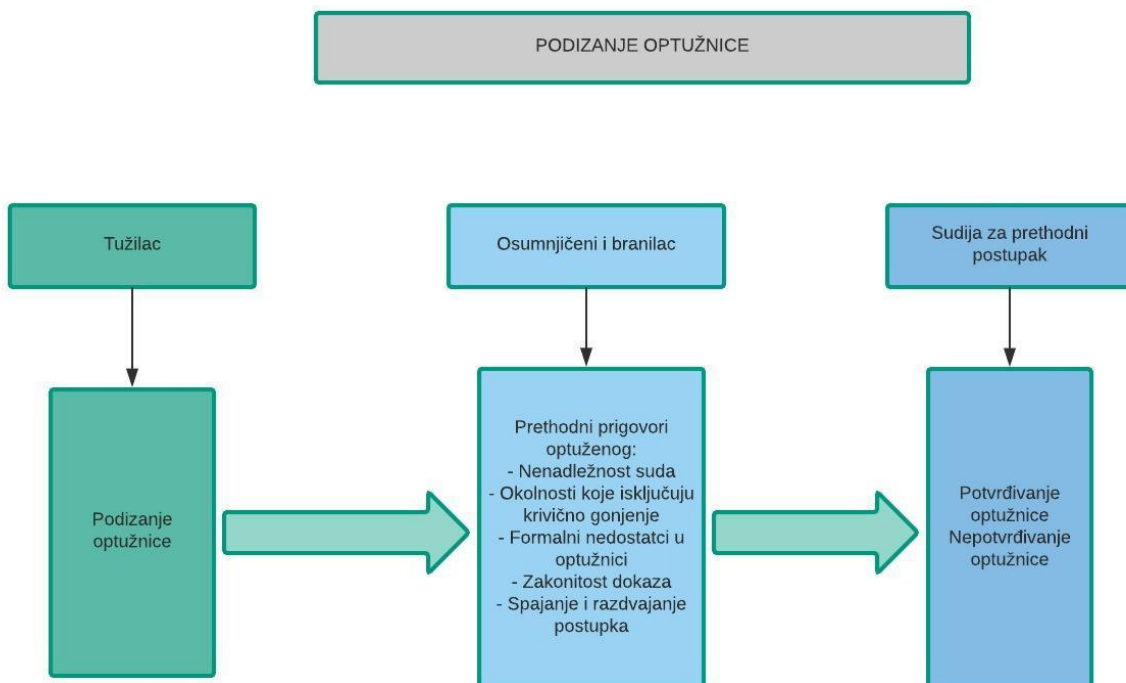 PODIZANJE OPTUŽNICE
Tužilac
Osumnjičeni i branilac
Sudija za prethodni
postupak
Podizanje
optužnice
Prethodni prigovori
optuženog:
- Nenadležnost suda
- Okolnosti koje isključuju
krivično gonjenje
- Formalni nedostatci u
optužnici
- Zakonitost dokaza
- Spajanje i razdvajanje
postupka
Potvrđivanje
optužnice
Nepotvrđivanje
optužnice